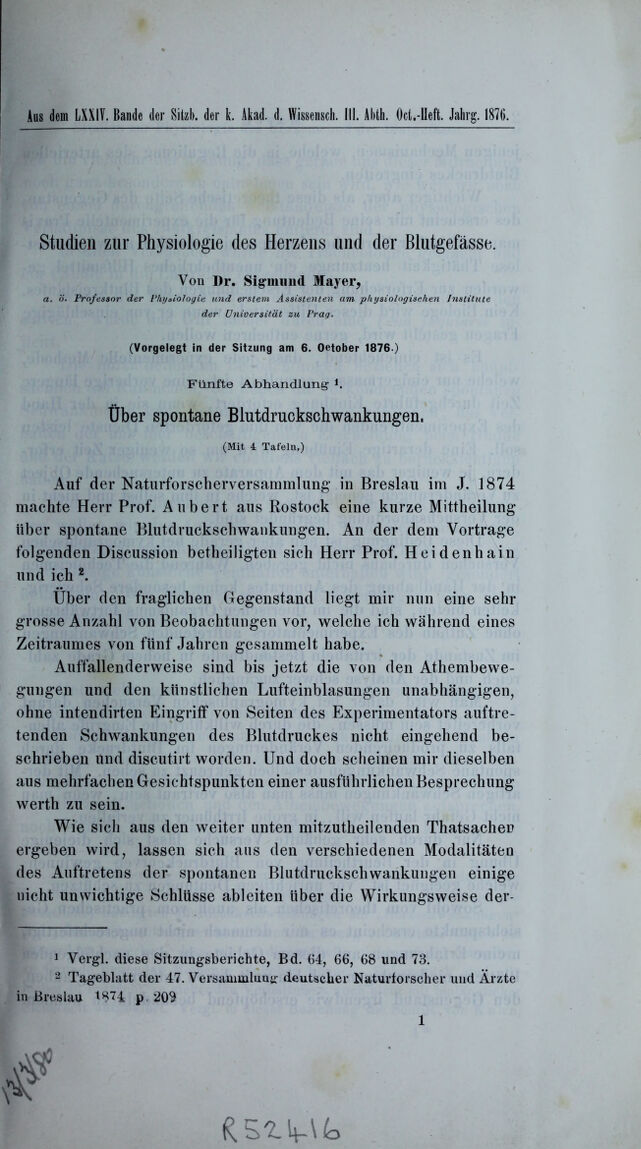 Aus dem LXXIV. Bande der Sitzb. der k. Akad. d. Wissensch. III. Abth. Oct.-Heft. Jahrg. 1876.
Studien zur Physiologie des Herzens und der Blutgefässe.
Von Dr. Sigmund Mayer,
a. ö. Professor der Physiologie und erstem Assistenten am physiologischen Institute
der Universität zu Prag.
(Vorgelegt in der Sitzung am 6. October 1876.)
Fünfte Abhandlung ¹.
Über spontane Blutdruckschwankungen.
(Mit 4 Tafeln.)
Auf der Naturforscherversammlung in Breslau im J. 1874
machte Herr Prof. Aubert aus Rostock eine kurze Mittheilung
über spontane Blutdruckschwankungen. An der dem Vortrage
folgenden Discussion betheiligten sich Herr Prof. Heidenhain
und ich ².
Über den fraglichen Gegenstand liegt mir nun eine sehr
grosse Anzahl von Beobachtungen vor, welche ich während eines
Zeitraumes von fünf Jahren gesammelt habe.
Auffallenderweise sind bis jetzt die von den Athembewe-
gungen und den künstlichen Lufteinblasungen unabhängigen,
ohne intendirten Eingriff von Seiten des Experimentators auftre-
tenden Schwankungen des Blutdruckes nicht eingehend be-
schrieben und discutirt worden. Und doch scheinen mir dieselben
aus mehrfachen Gesichtspunkten einer ausführlichen Besprechung
werth zu sein.
Wie sich aus den weiter unten mitzutheilenden Thatsachen
ergeben wird, lassen sich aus den verschiedenen Modalitäten
des Auftretens der spontanen Blutdruckschwankungen einige
nicht unwichtige Schlüsse ableiten über die Wirkungsweise der-
¹ Vergl. diese Sitzungsberichte, Bd. 64, 66, 68 und 73.
² Tageblatt der 47. Versammlung deutscher Naturforscher und Ärzte
in Breslau 1874 p. 209
1
13/3/80
R52416